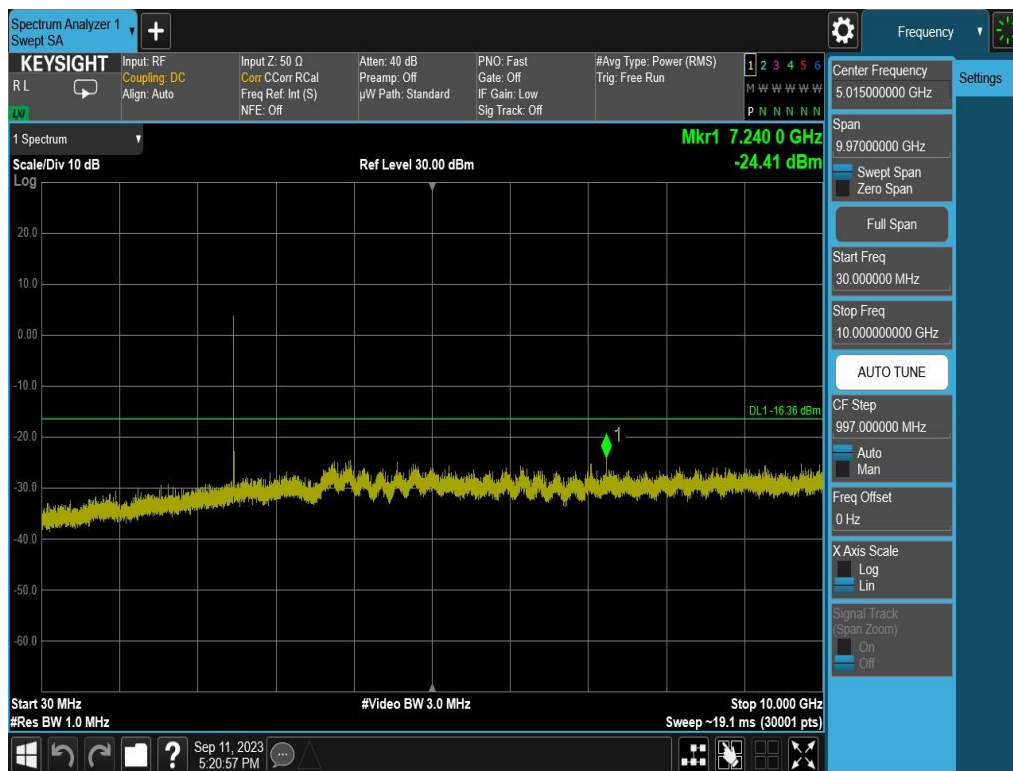 Spectrum Analyzer 1
Swept SA
+
Frequency
KEYSIGHT
R L
LXI
Input: RF
Coupling: DC
Align: Auto
Input Z: 50 Ω
Corr CCorr RCal
Freq Ref: Int (S)
NFE: Off
Atten: 40 dB
Preamp: Off
µW Path: Standard
PNO: Fast
Gate: Off
IF Gain: Low
Sig Track: Off
#Avg Type: Power (RMS)
Trig: Free Run
1 2 3 4 5 6
M W W W W W
P N N N N N
1 Spectrum
Scale/Div 10 dB
Ref Level 30.00 dBm
Mkr1 7.240 0 GHz
-24.41 dBm
Log
20.0
10.0
0.00
-10.0
DL1 -16.36 dBm
-20.0
1
-30.0
-40.0
-50.0
-60.0
Start 30 MHz
#Res BW 1.0 MHz
#Video BW 3.0 MHz
Stop 10.000 GHz
Sweep ~19.1 ms (30001 pts)
Center Frequency
5.015000000 GHz
Settings
Span
9.97000000 GHz
Swept Span
Zero Span
Full Span
Start Freq
30.000000 MHz
Stop Freq
10.000000000 GHz
AUTO TUNE
CF Step
997.000000 MHz
Auto
Man
Freq Offset
0 Hz
X Axis Scale
Log
Lin
Signal Track
(Span Zoom)
On
Off
?
Sep 11, 2023
5:20:57 PM